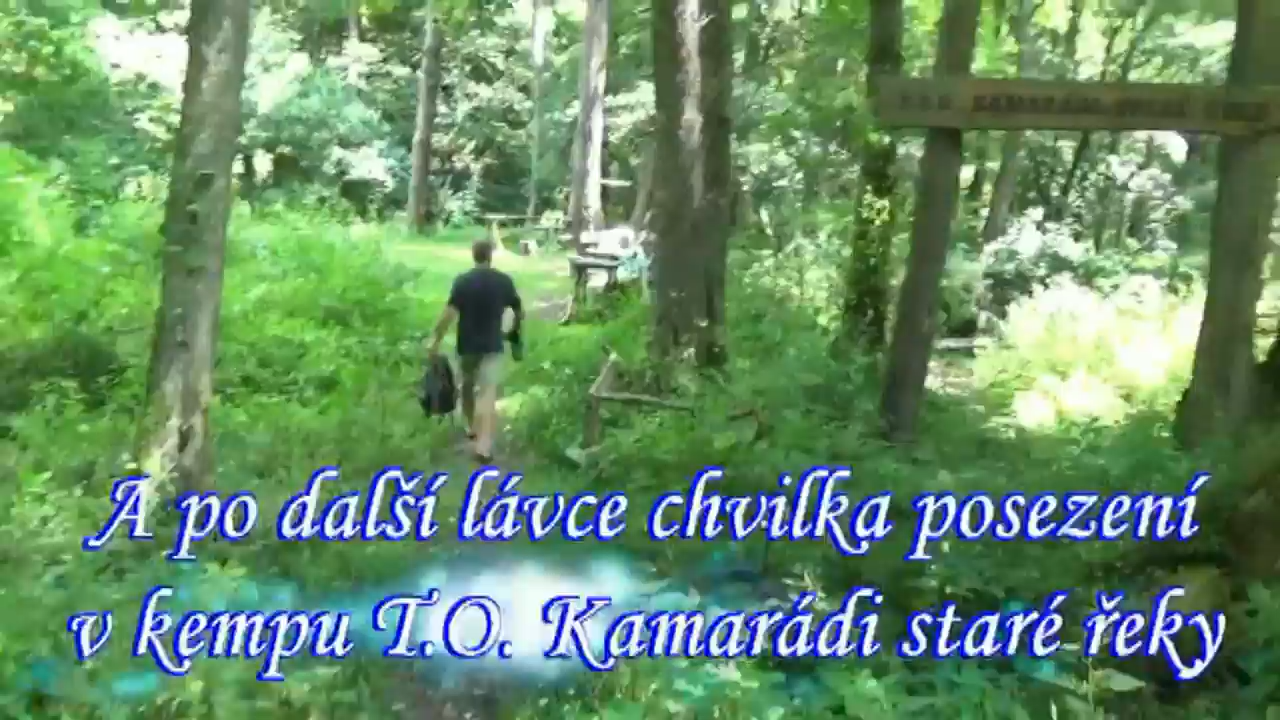 A po další lávce chvilka posezení
v kempu T.O. Kamarádi staré řeky